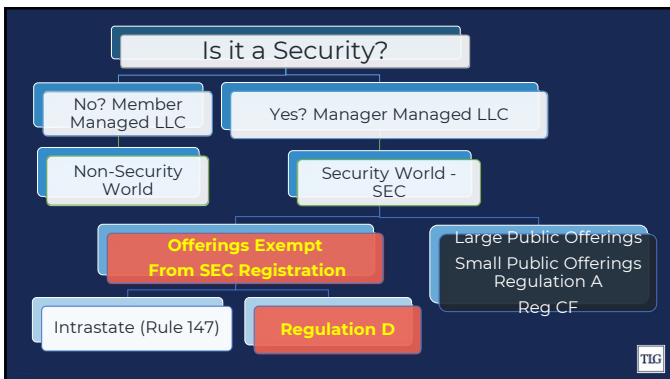 Is it a Security?
No? Member
Managed LLC
Yes? Manager Managed LLC
Non-Security
World
Security World -
SEC
Offerings Exempt
From SEC Registration
Large Public Offerings
Small Public Offerings
Regulation A
Reg CF
Intrastate (Rule 147)
Regulation D
TLG